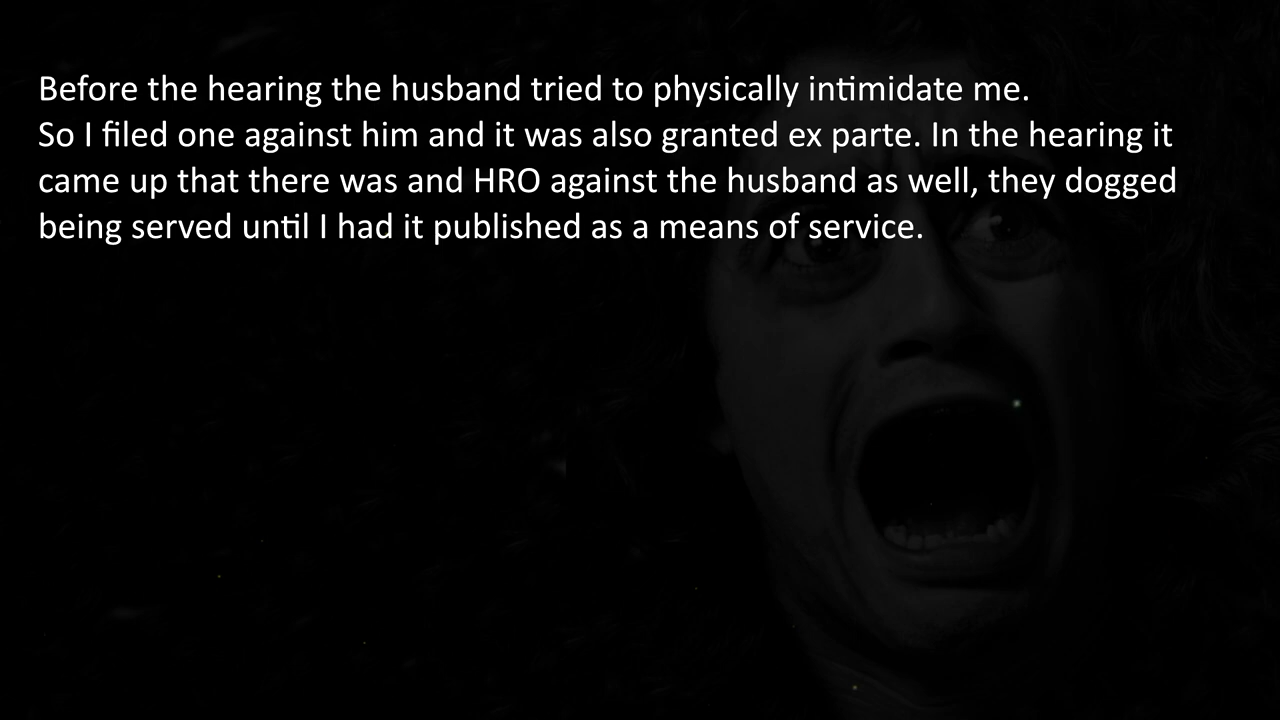 Before the hearing the husband tried to physically intimidate me.
So I filed one against him and it was also granted ex parte. In the hearing it
came up that there was and HRO against the husband as well, they dogged
being served until I had it published as a means of service.